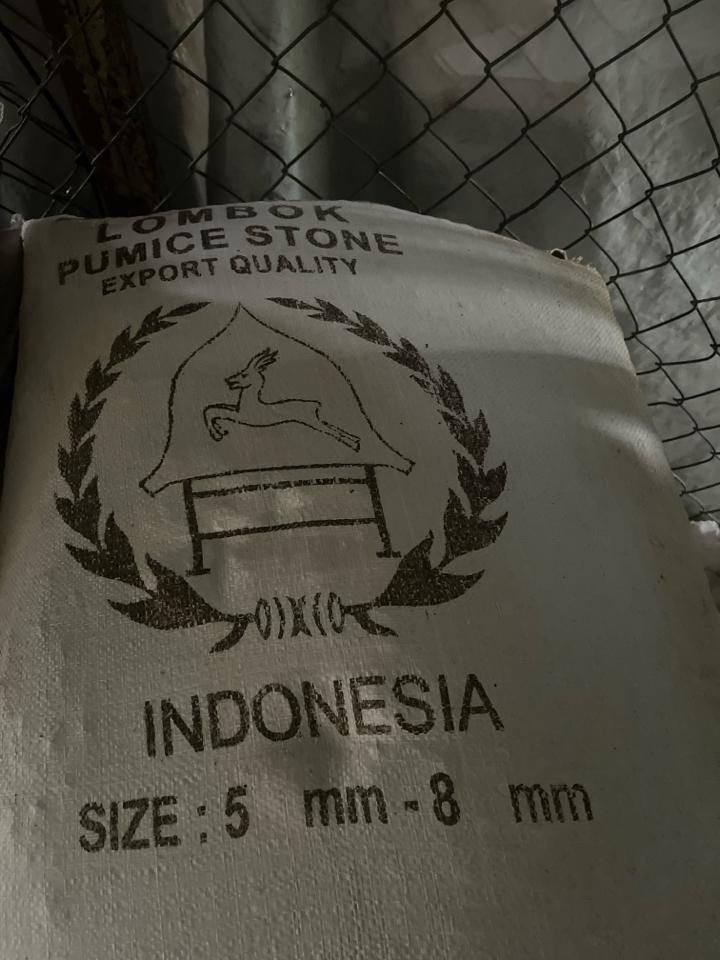 LOMBOK
PUMICE STONE
EXPORT QUALITY
INDONESIA
SIZE : 5 mm - 8 mm